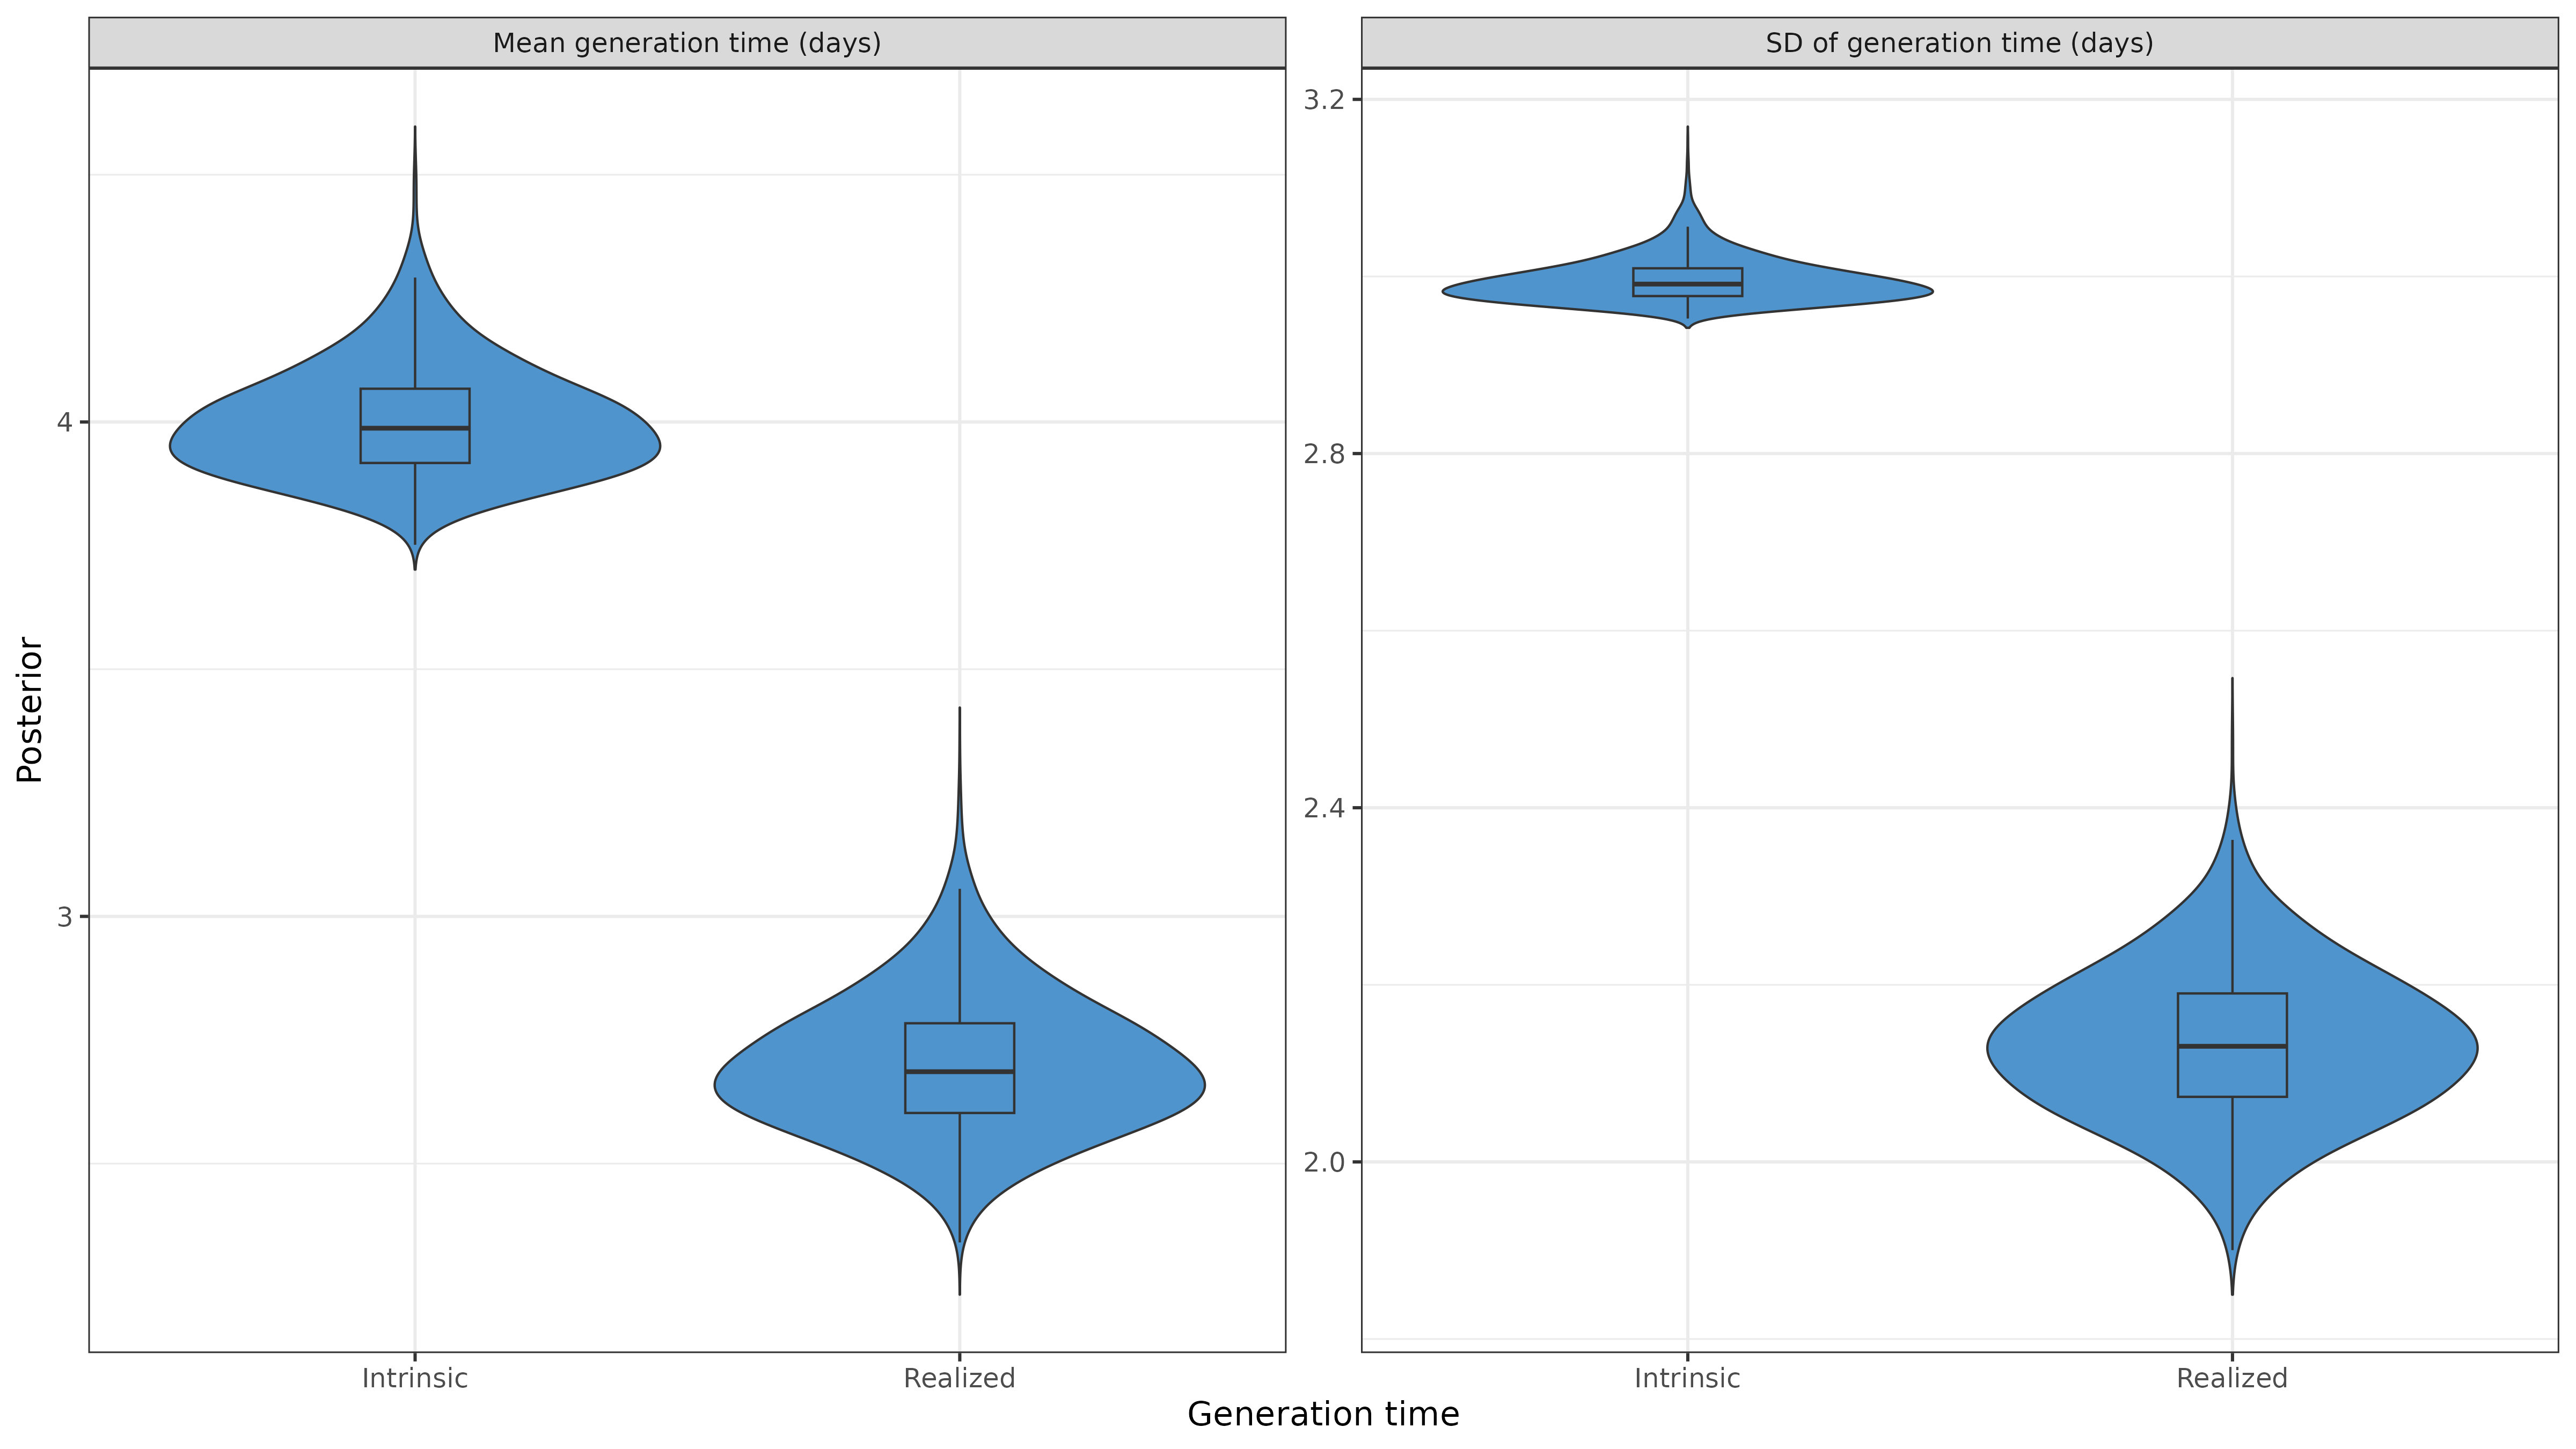 Mean generation time (days)
SD of generation time (days)
Posterior
4
3
3.2
2.8
2.4
2.0
Intrinsic
Realized
Intrinsic
Realized
Generation time